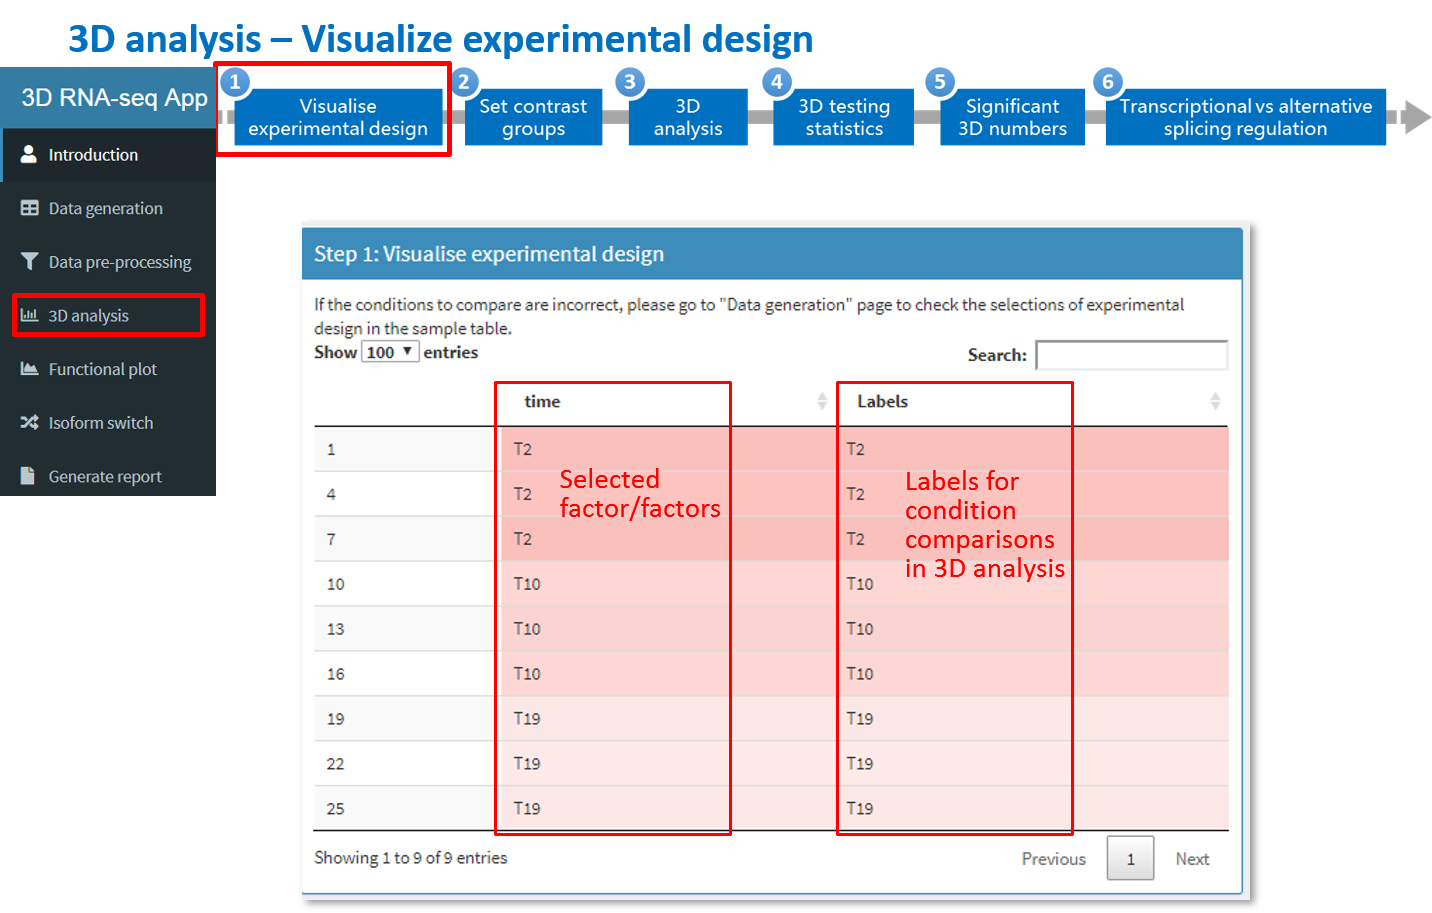 3D analysis – Visualize experimental design
3D RNA-seq App
Introduction
Data generation
Data pre-processing
3D analysis
Functional plot
Isoform switch
Generate report
1
Visualise
experimental design
2
Set contrast
groups
3
3D
analysis
4
3D testing
statistics
5
Significant
3D numbers
6
Transcriptional vs alternative
splicing regulation
Step 1: Visualise experimental design
If the conditions to compare are incorrect, please go to "Data generation" page to check the selections of experimental
design in the sample table.
Show 100 entries
Search:
time Labels
1 T2 T2
4 T2 T2
7 T2 T2
10 T10 T10
13 T10 T10
16 T10 T10
19 T19 T19
22 T19 T19
25 T19 T19
Selected
factor/factors
Labels for
condition
comparisons
in 3D analysis
Showing 1 to 9 of 9 entries
Previous 1 Next